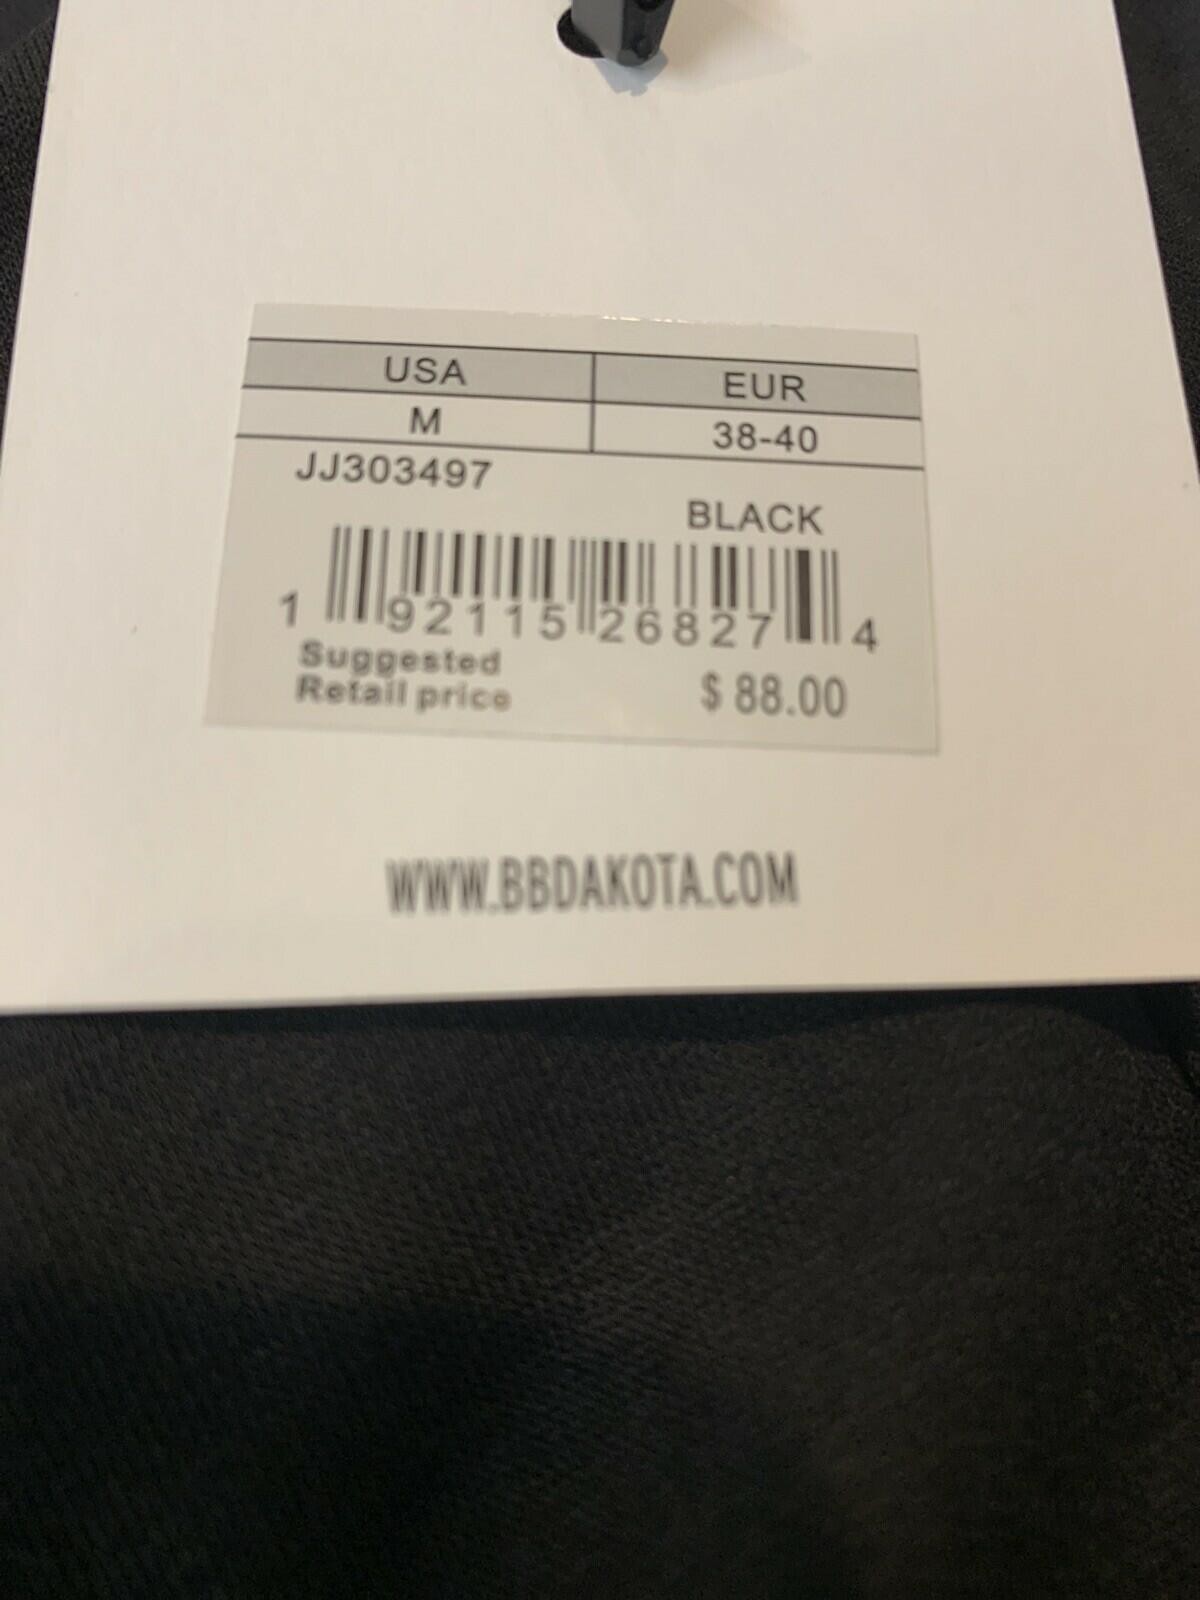 USA EUR
M 38-40
JJ303497
BLACK
1 92115 26827 4
Suggested
Retail price $ 88.00
WWW.BBDAKOTA.COM